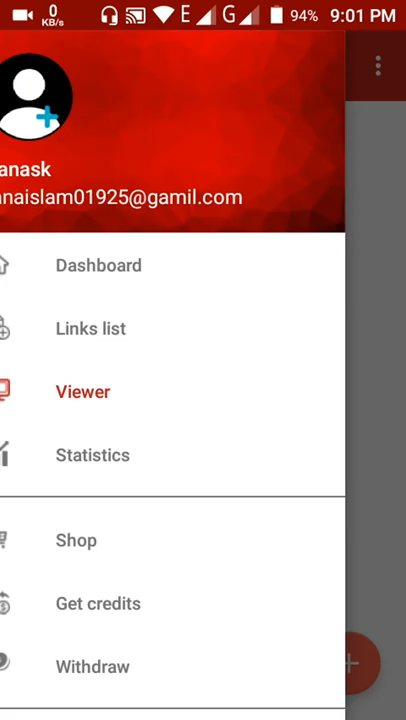 0 KB/s E G 94% 9:01 PM
anask
naislam01925@gamil.com
Dashboard
Links list
Viewer
Statistics
Shop
Get credits
Withdraw